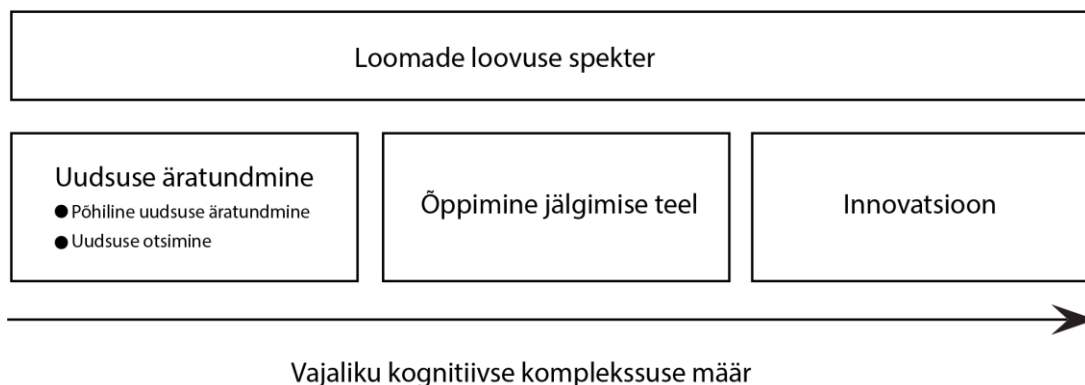 Loomade loovuse spekter
Uudsuse äratundmine
● Põhiline uudsuse äratundmine
● Uudsuse otsimine
Õppimine jälgimise teel
Innovatsioon
Vajaliku kognitiivse komplekssuse määr